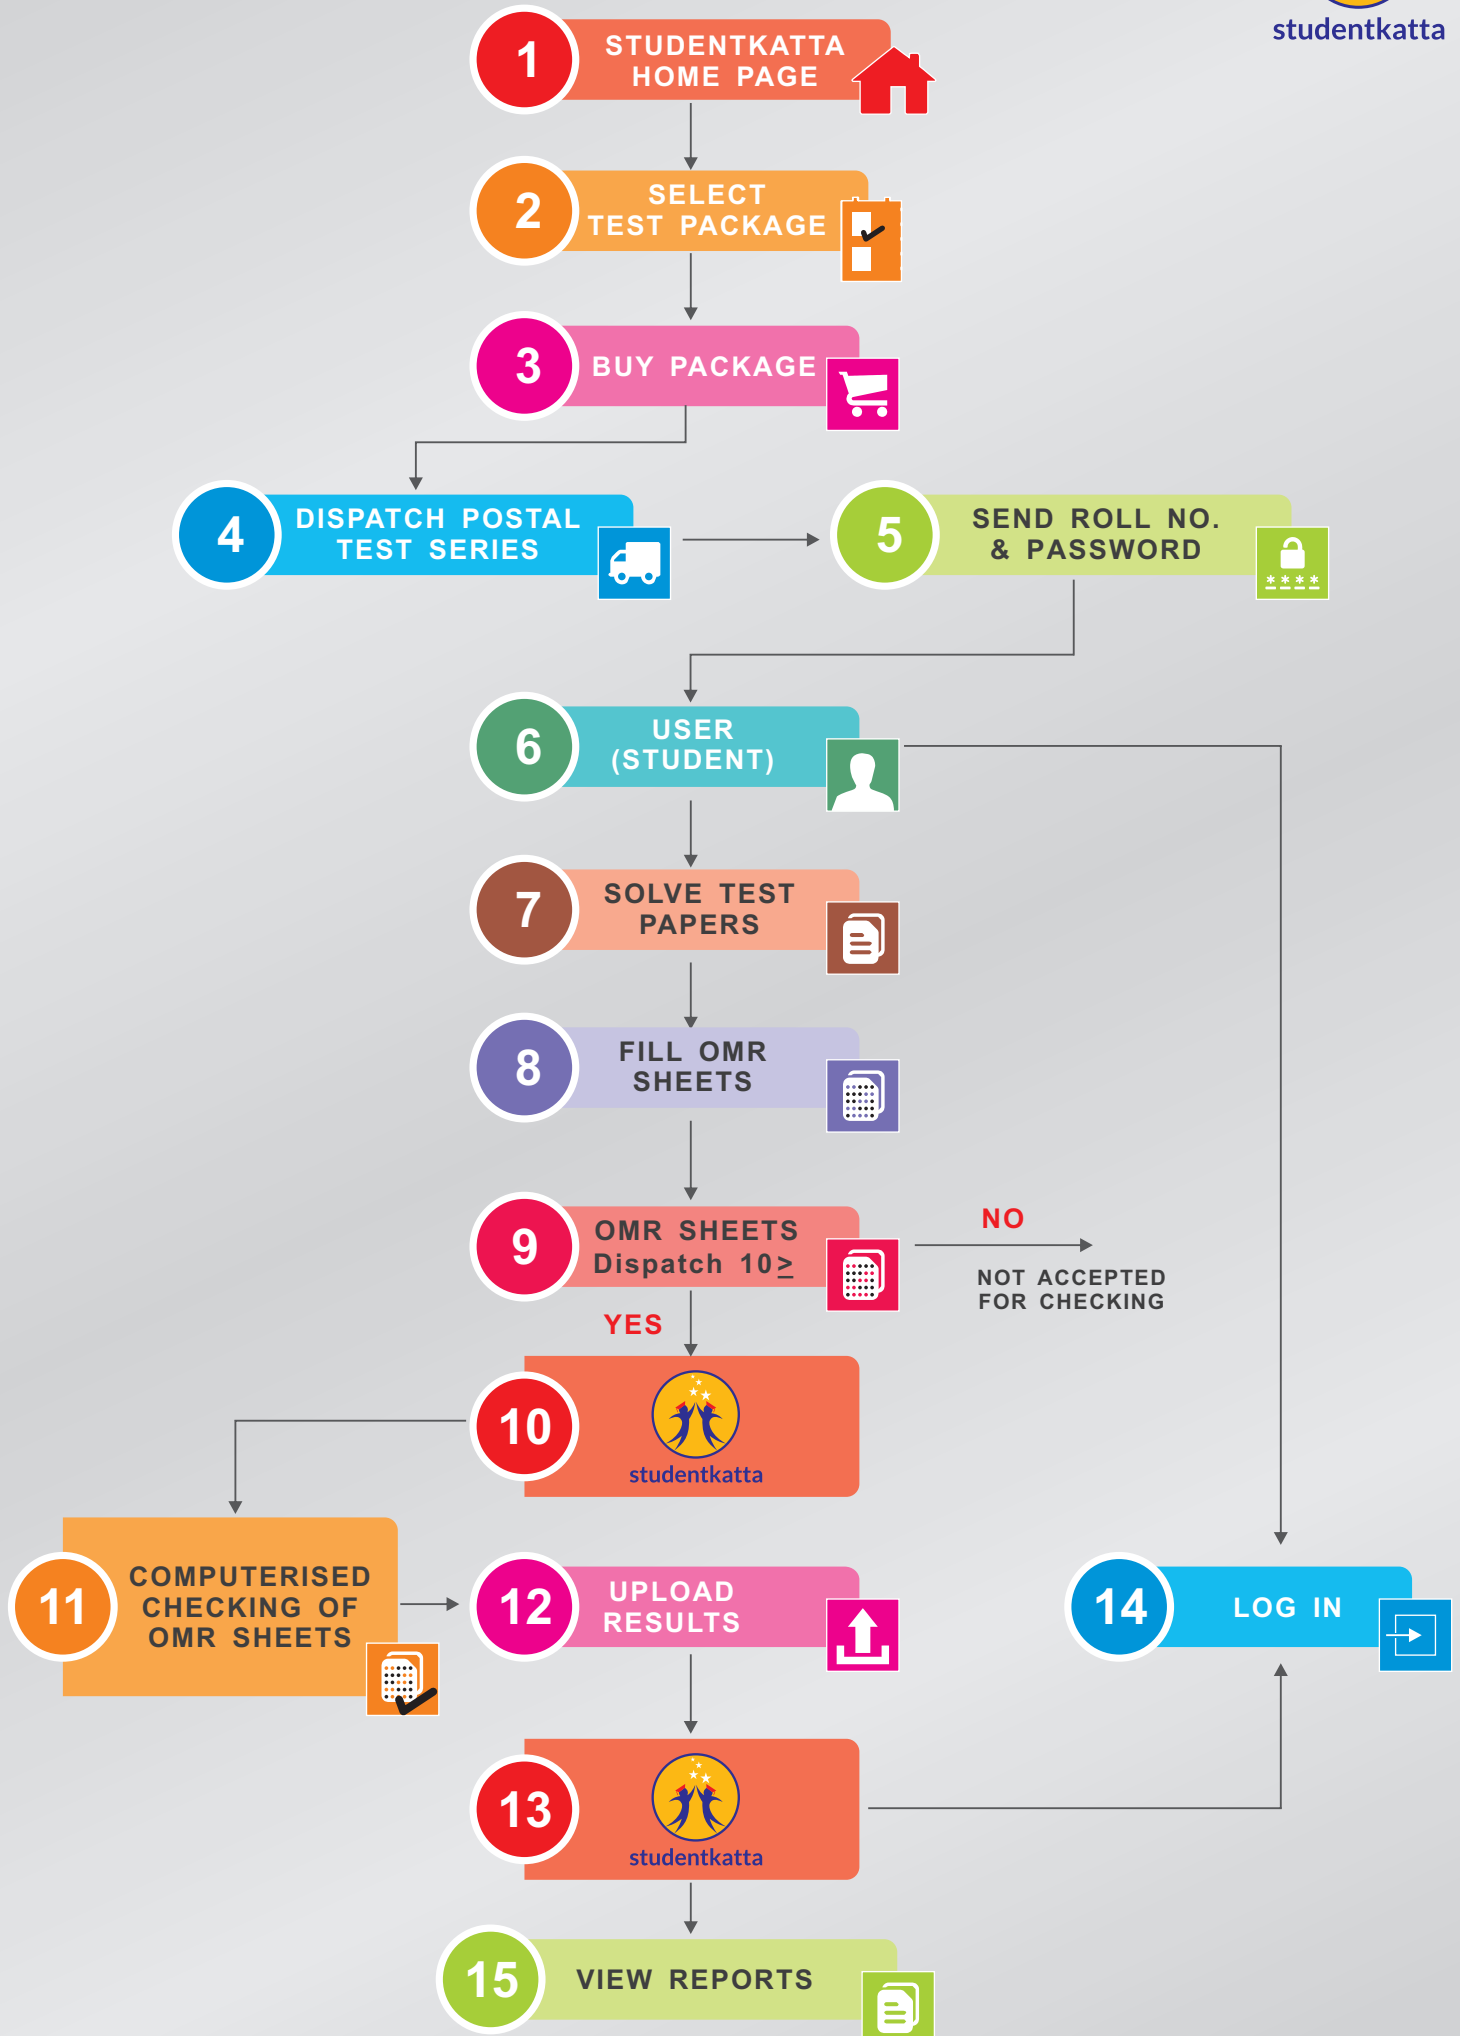 studentkatta
1
STUDENTKATTA
HOME PAGE
2
SELECT
TEST PACKAGE
3
BUY PACKAGE
4
DISPATCH POSTAL
TEST SERIES
5
SEND ROLL NO.
& PASSWORD
****
6
USER
(STUDENT)
7
SOLVE TEST
PAPERS
8
FILL OMR
SHEETS
9
OMR SHEETS
Dispatch 10≥
NO
NOT ACCEPTED
FOR CHECKING
YES
10
studentkatta
11
COMPUTERISED
CHECKING OF
OMR SHEETS
12
UPLOAD
RESULTS
14
LOG IN
13
studentkatta
15
VIEW REPORTS